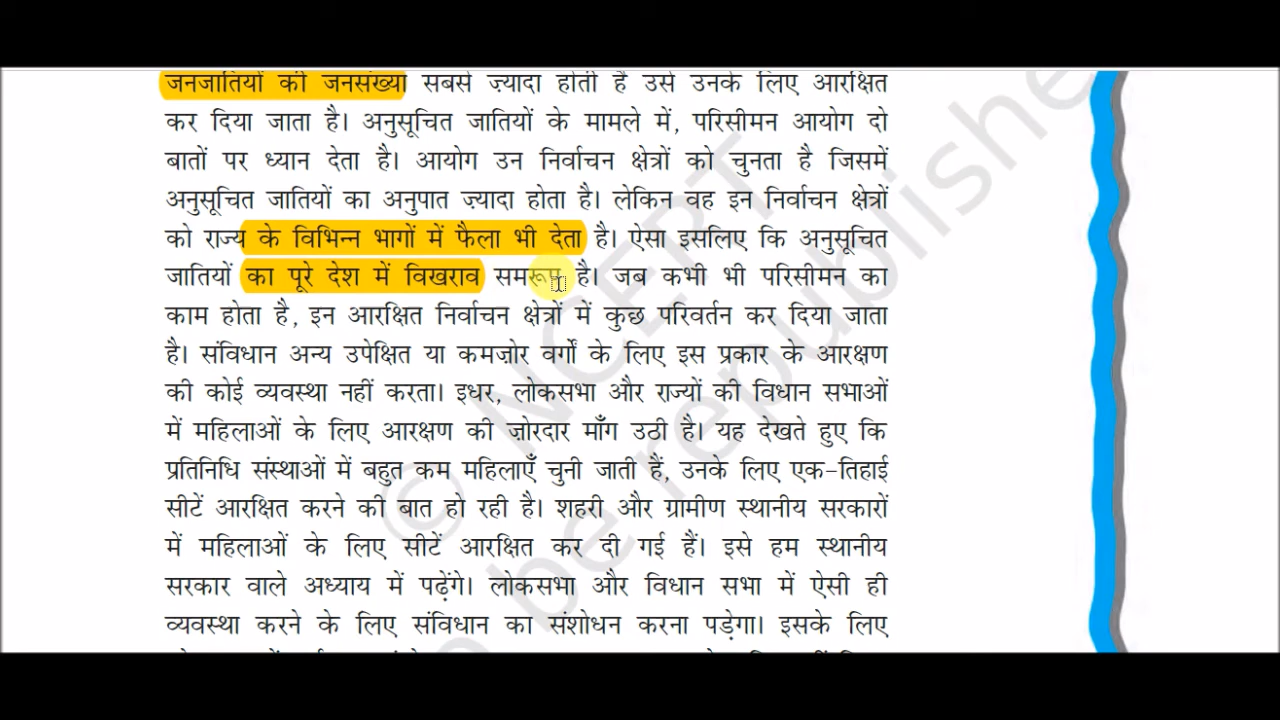 जनजातियों की जनसंख्या सबसे ज़्यादा होती है उसे उनके लिए आरक्षित
कर दिया जाता है। अनुसूचित जातियों के मामले में, परिसीमन आयोग दो
बातों पर ध्यान देता है। आयोग उन निर्वाचन क्षेत्रों को चुनता है जिसमें
अनुसूचित जातियों का अनुपात ज़्यादा होता है। लेकिन वह इन निर्वाचन क्षेत्रों
को राज्य के विभिन्न भागों में फैला भी देता है। ऐसा इसलिए कि अनुसूचित
जातियों का पूरे देश में विखराव समरूप है। जब कभी भी परिसीमन का
काम होता है, इन आरक्षित निर्वाचन क्षेत्रों में कुछ परिवर्तन कर दिया जाता
है। संविधान अन्य उपेक्षित या कमज़ोर वर्गों के लिए इस प्रकार के आरक्षण
की कोई व्यवस्था नहीं करता। इधर, लोकसभा और राज्यों की विधान सभाओं
में महिलाओं के लिए आरक्षण की ज़ोरदार माँग उठी है। यह देखते हुए कि
प्रतिनिधि संस्थाओं में बहुत कम महिलाएँ चुनी जाती हैं, उनके लिए एक-तिहाई
सीटें आरक्षित करने की बात हो रही है। शहरी और ग्रामीण स्थानीय सरकारों
में महिलाओं के लिए सीटें आरक्षित कर दी गई हैं। इसे हम स्थानीय
सरकार वाले अध्याय में पढ़ेंगे। लोकसभा और विधान सभा में ऐसी ही
व्यवस्था करने के लिए संविधान का संशोधन करना पड़ेगा। इसके लिए
© NCERT
be republishe